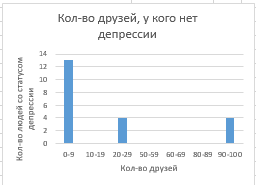 Кол-во друзей, у кого нет
депрессии
Кол-во людей со статусом
депрессии
14
12
10
8
6
4
2
0
0-9 10-19 20-29 50-59 60-69 80-89 90-100
Кол-во друзей